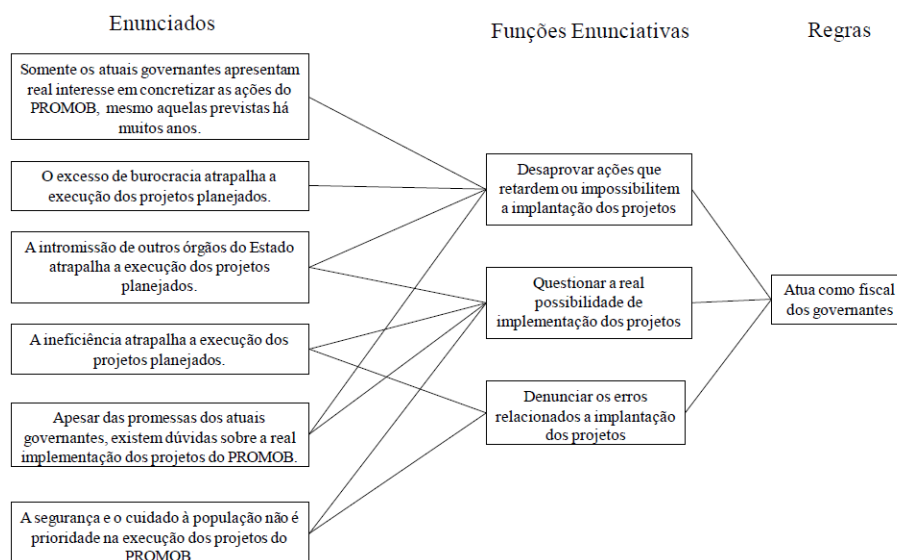 Enunciados
Funções Enunciativas
Regras
Somente os atuais governantes apresentam
real interesse em concretizar as ações do
PROMOB, mesmo aquelas previstas há
muitos anos.
O excesso de burocracia atrapalha a
execução dos projetos planejados.
A intromissão de outros órgãos do Estado
atrapalha a execução dos projetos
planejados.
A ineficiência atrapalha a execução dos
projetos planejados.
Apesar das promessas dos atuais
governantes, existem dúvidas sobre a real
implementação dos projetos do PROMOB.
A segurança e o cuidado à população não é
prioridade na execução dos projetos do
PROMOB
Desaprovar ações que
retardem ou impossibilitem
a implantação dos projetos
Questionar a real
possibilidade de
implementação dos projetos
Denunciar os erros
relacionados a implantação
dos projetos
Atua como fiscal
dos governantes